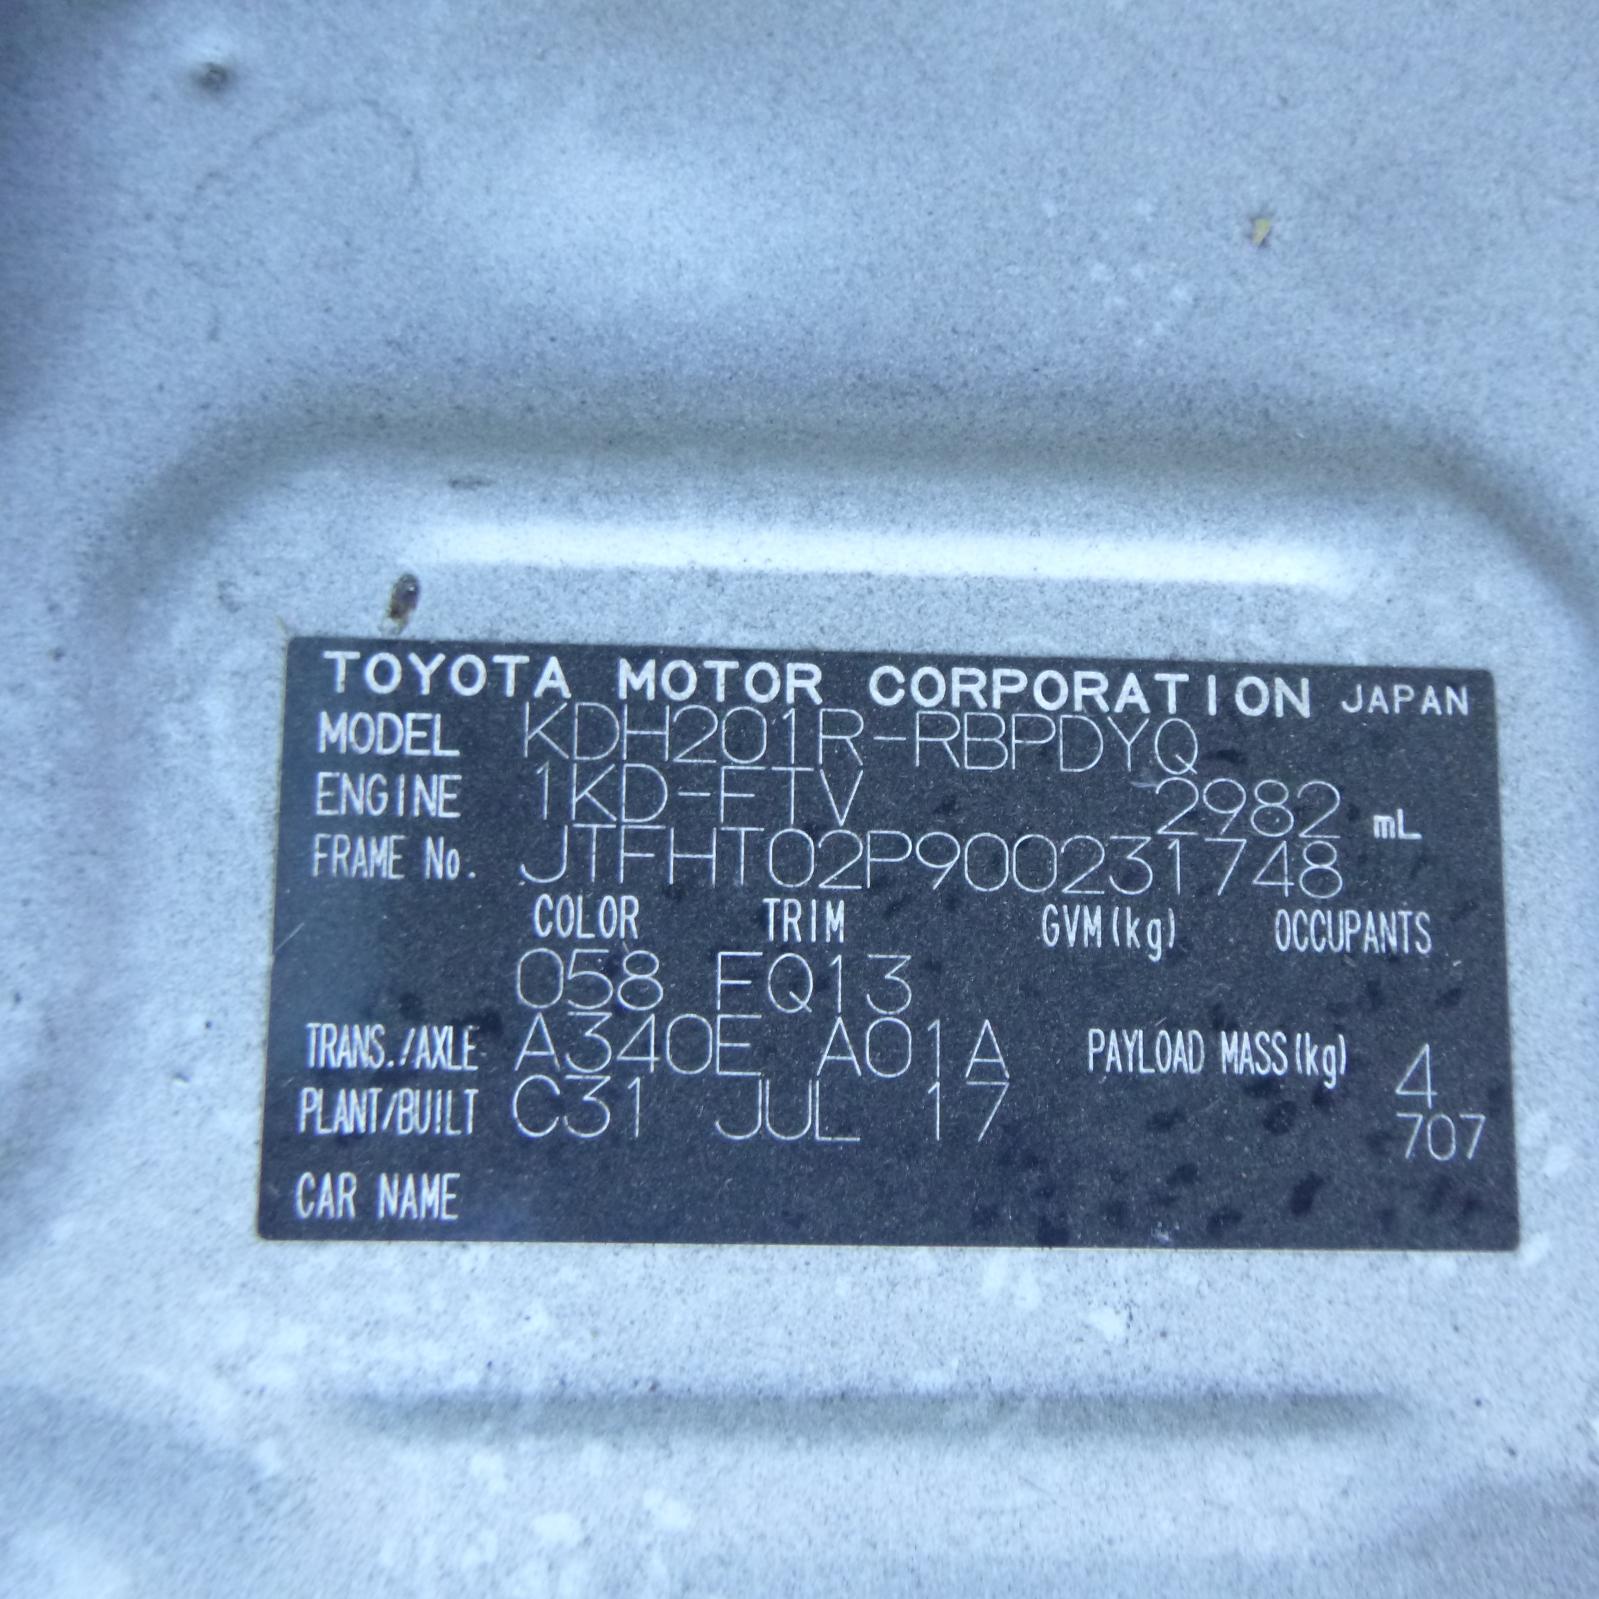 TOYOTA MOTOR CORPORATION JAPAN
MODEL KDH201R-RBPDYQ
ENGINE 1KD-FTV 2982 mL
FRAME No. JTFHT02P900231748
COLOR TRIM GVM(kg) OCCUPANTS
058 FQ13
TRANS./AXLE A340E A01A PAYLOAD MASS(kg) 4
PLANT/BUILT C31 JUL 17 707
CAR NAME